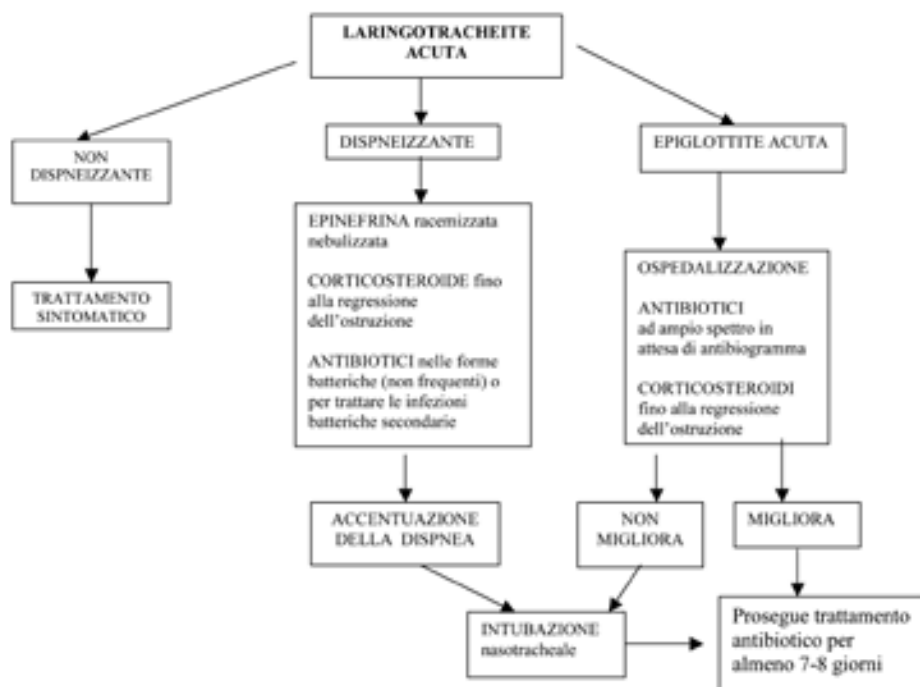 LARINGOTRACHEITE
ACUTA
NON
DISPNEIZZANTE
DISPNEIZZANTE
EPIGLOTTITE ACUTA
TRATTAMENTO
SINTOMATICO
EPINEFRINA racemizzata
nebulizzata
CORTICOSTEROIDE fino
alla regressione
dell'ostruzione
ANTIBIOTICI nelle forme
batteriche (non frequenti) o
per trattare le infezioni
batteriche secondarie
OSPEDALIZZAZIONE
ANTIBIOTICI
ad ampio spettro in
attesa di antibiogramma
CORTICOSTEROIDI
fino alla regressione
dell'ostruzione
ACCENTUAZIONE
DELLA DISPNEA
NON
MIGLIORA
MIGLIORA
INTUBAZIONE
nasotracheale
Prosegue trattamento
antibiotico per
almeno 7-8 giorni